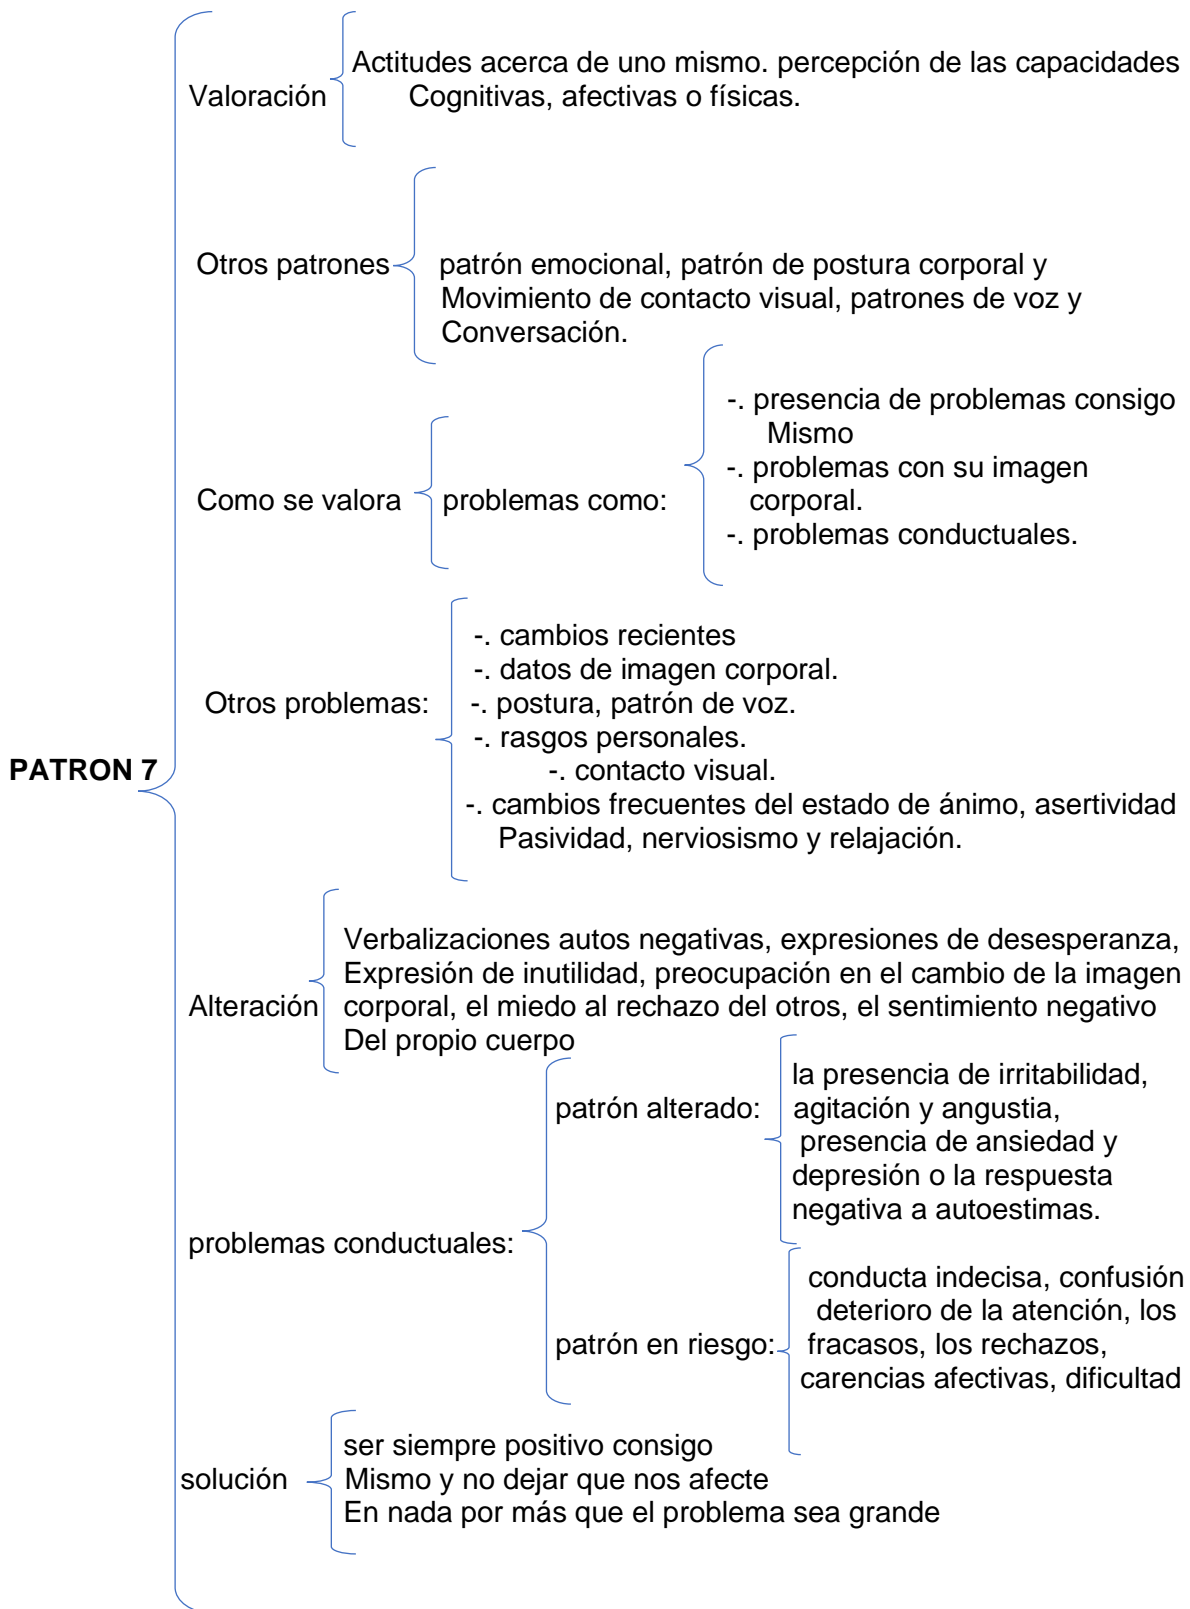 Actitudes acerca de uno mismo. percepción de las capacidades
Valoración
Cognitivas, afectivas o físicas.
Otros patrones
patrón emocional, patrón de postura corporal y
Movimiento de contacto visual, patrones de voz y
Conversación.
-. presencia de problemas consigo
Mismo
-. problemas con su imagen
Como se valora
problemas como:
corporal.
-. problemas conductuales.
-. cambios recientes
-. datos de imagen corporal.
Otros problemas:
-. postura, patrón de voz.
-. rasgos personales.
PATRON 7
-. contacto visual.
-. cambios frecuentes del estado de ánimo, asertividad
Pasividad, nerviosismo y relajación.
Verbalizaciones autos negativas, expresiones de desesperanza,
Expresión de inutilidad, preocupación en el cambio de la imagen
Alteración
corporal, el miedo al rechazo del otros, el sentimiento negativo
Del propio cuerpo
la presencia de irritabilidad,
patrón alterado:
agitación y angustia,
presencia de ansiedad y
depresión o la respuesta
negativa a autoestimas.
problemas conductuales:
conducta indecisa, confusión
deterioro de la atención, los
patrón en riesgo:
fracasos, los rechazos,
carencias afectivas, dificultad
ser siempre positivo consigo
solución
Mismo y no dejar que nos afecte
En nada por más que el problema sea grande